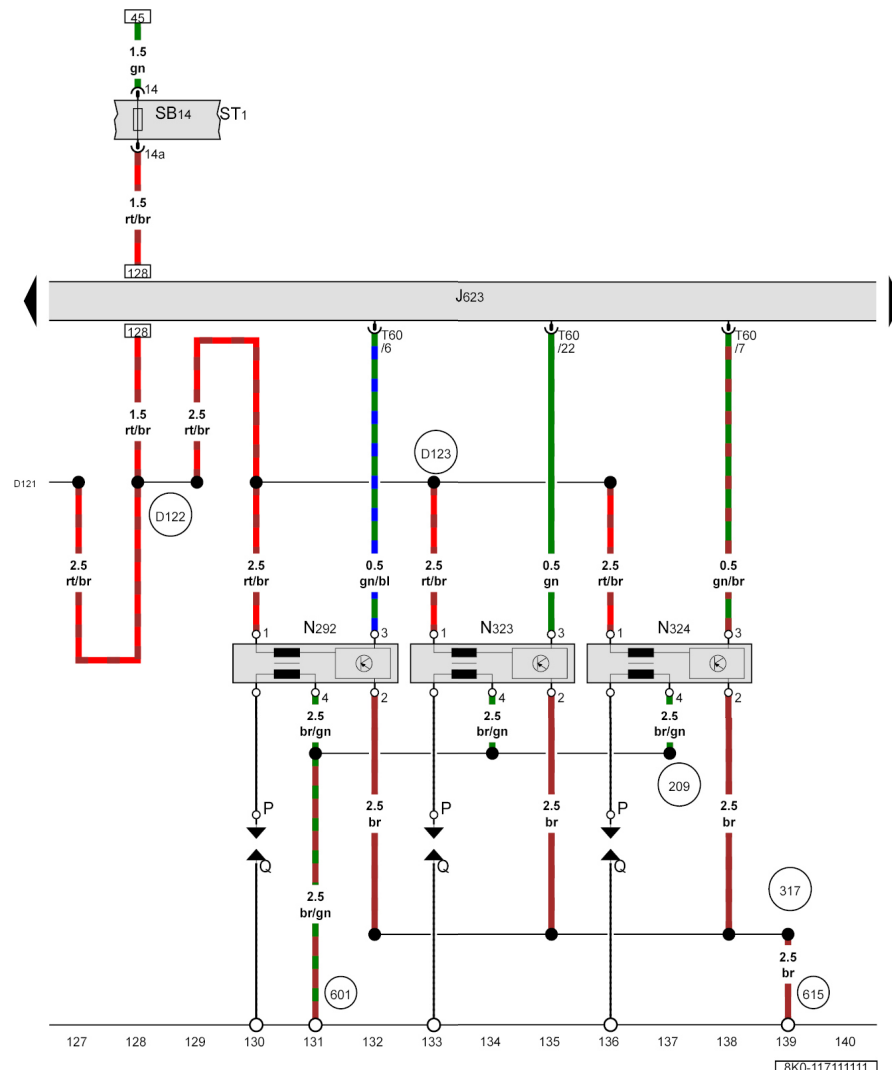 45
1.5
gn
14
SB14
ST1
14a
1.5
rt/br
128
J623
128
T60
/6
T60
/22
T60
/7
1.5
rt/br
2.5
rt/br
D123
D121
D122
2.5
rt/br
2.5
rt/br
0.5
gn/bl
2.5
rt/br
0.5
gn
2.5
rt/br
0.5
gn/br
1
N292
3
1
N323
3
1
N324
3
4
2
4
2
4
2
2.5
br/gn
2.5
br/gn
2.5
br/gn
209
P
2.5
br
P
2.5
br
P
2.5
br
Q
Q
Q
2.5
br/gn
317
2.5
br
601
615
127 128 129 130 131 132 133 134 135 136 137 138 139 140
8K0-117111111